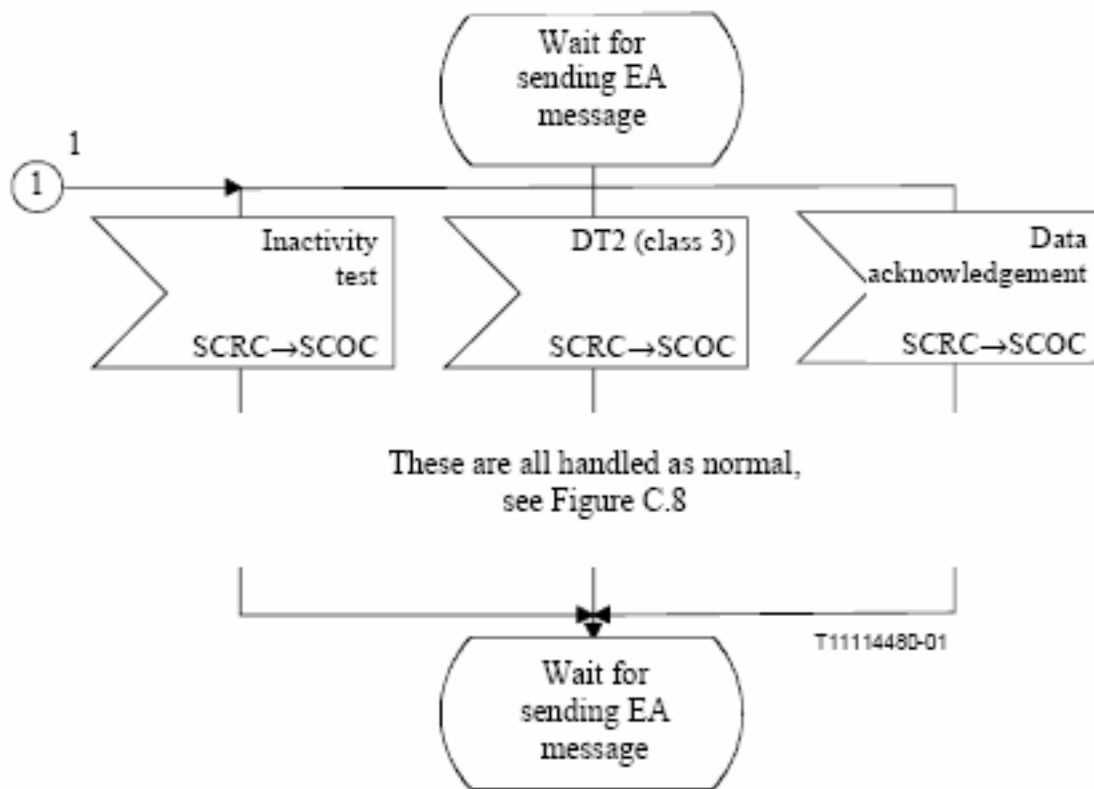 Wait for
sending EA
message
1
1
Inactivity
test
SCRC→SCOC
DT2 (class 3)
SCRC→SCOC
Data
acknowledgement
SCRC→SCOC
These are all handled as normal,
see Figure C.8
T11114480-01
Wait for
sending EA
message